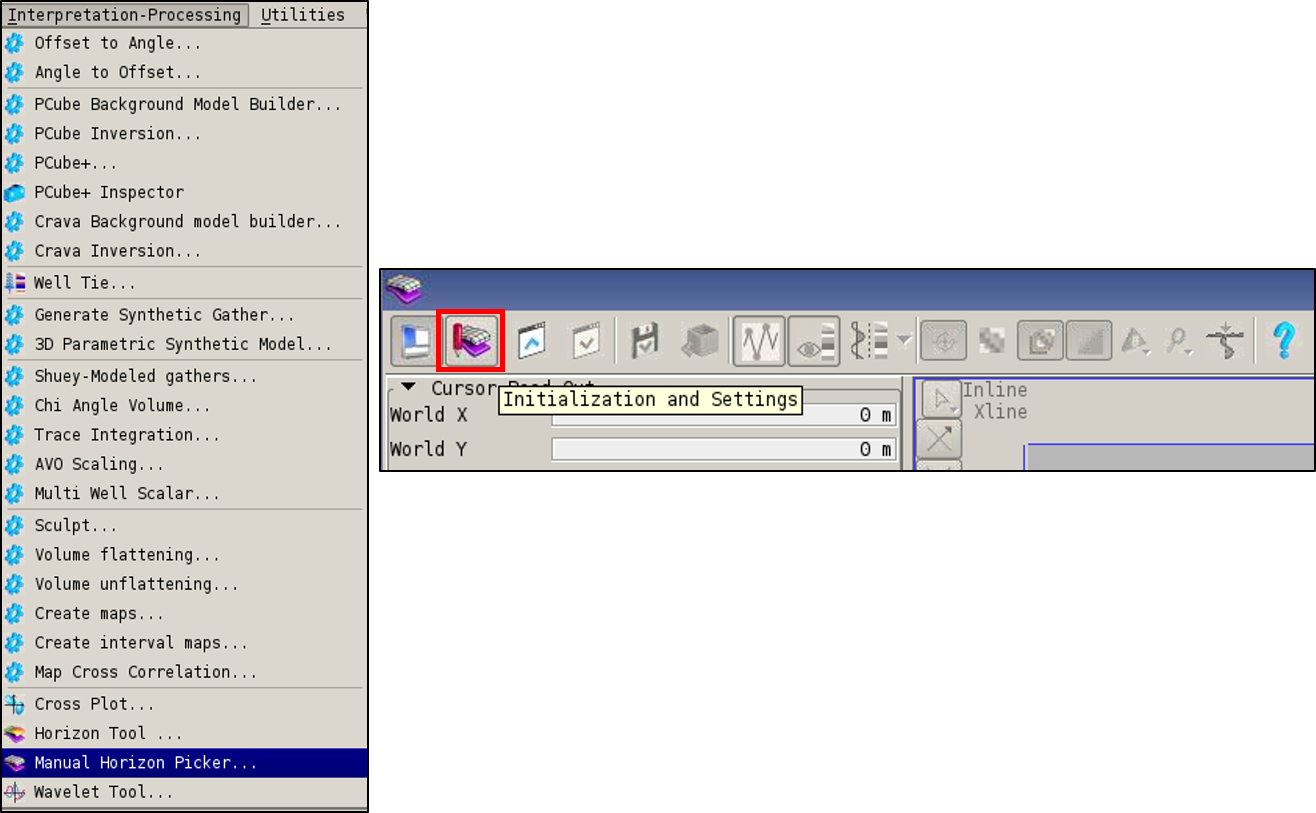 Interpretation-Processing Utilities
Offset to Angle...
Angle to Offset...
PCube Background Model Builder...
PCube Inversion...
PCube+...
PCube+ Inspector
Crava Background model builder...
Crava Inversion...
Well Tie...
Generate Synthetic Gather...
3D Parametric Synthetic Model...
Shuey-Modeled gathers...
Chi Angle Volume...
Trace Integration...
AVO Scaling...
Multi Well Scalar...
Sculpt...
Volume flattening...
Volume unflattening...
Create maps...
Create interval maps...
Map Cross Correlation...
Cross Plot...
Horizon Tool ...
Manual Horizon Picker...
Wavelet Tool...
Cursor
Initialization and Settings
World X 0 m
World Y 0 m
Inline
Xline